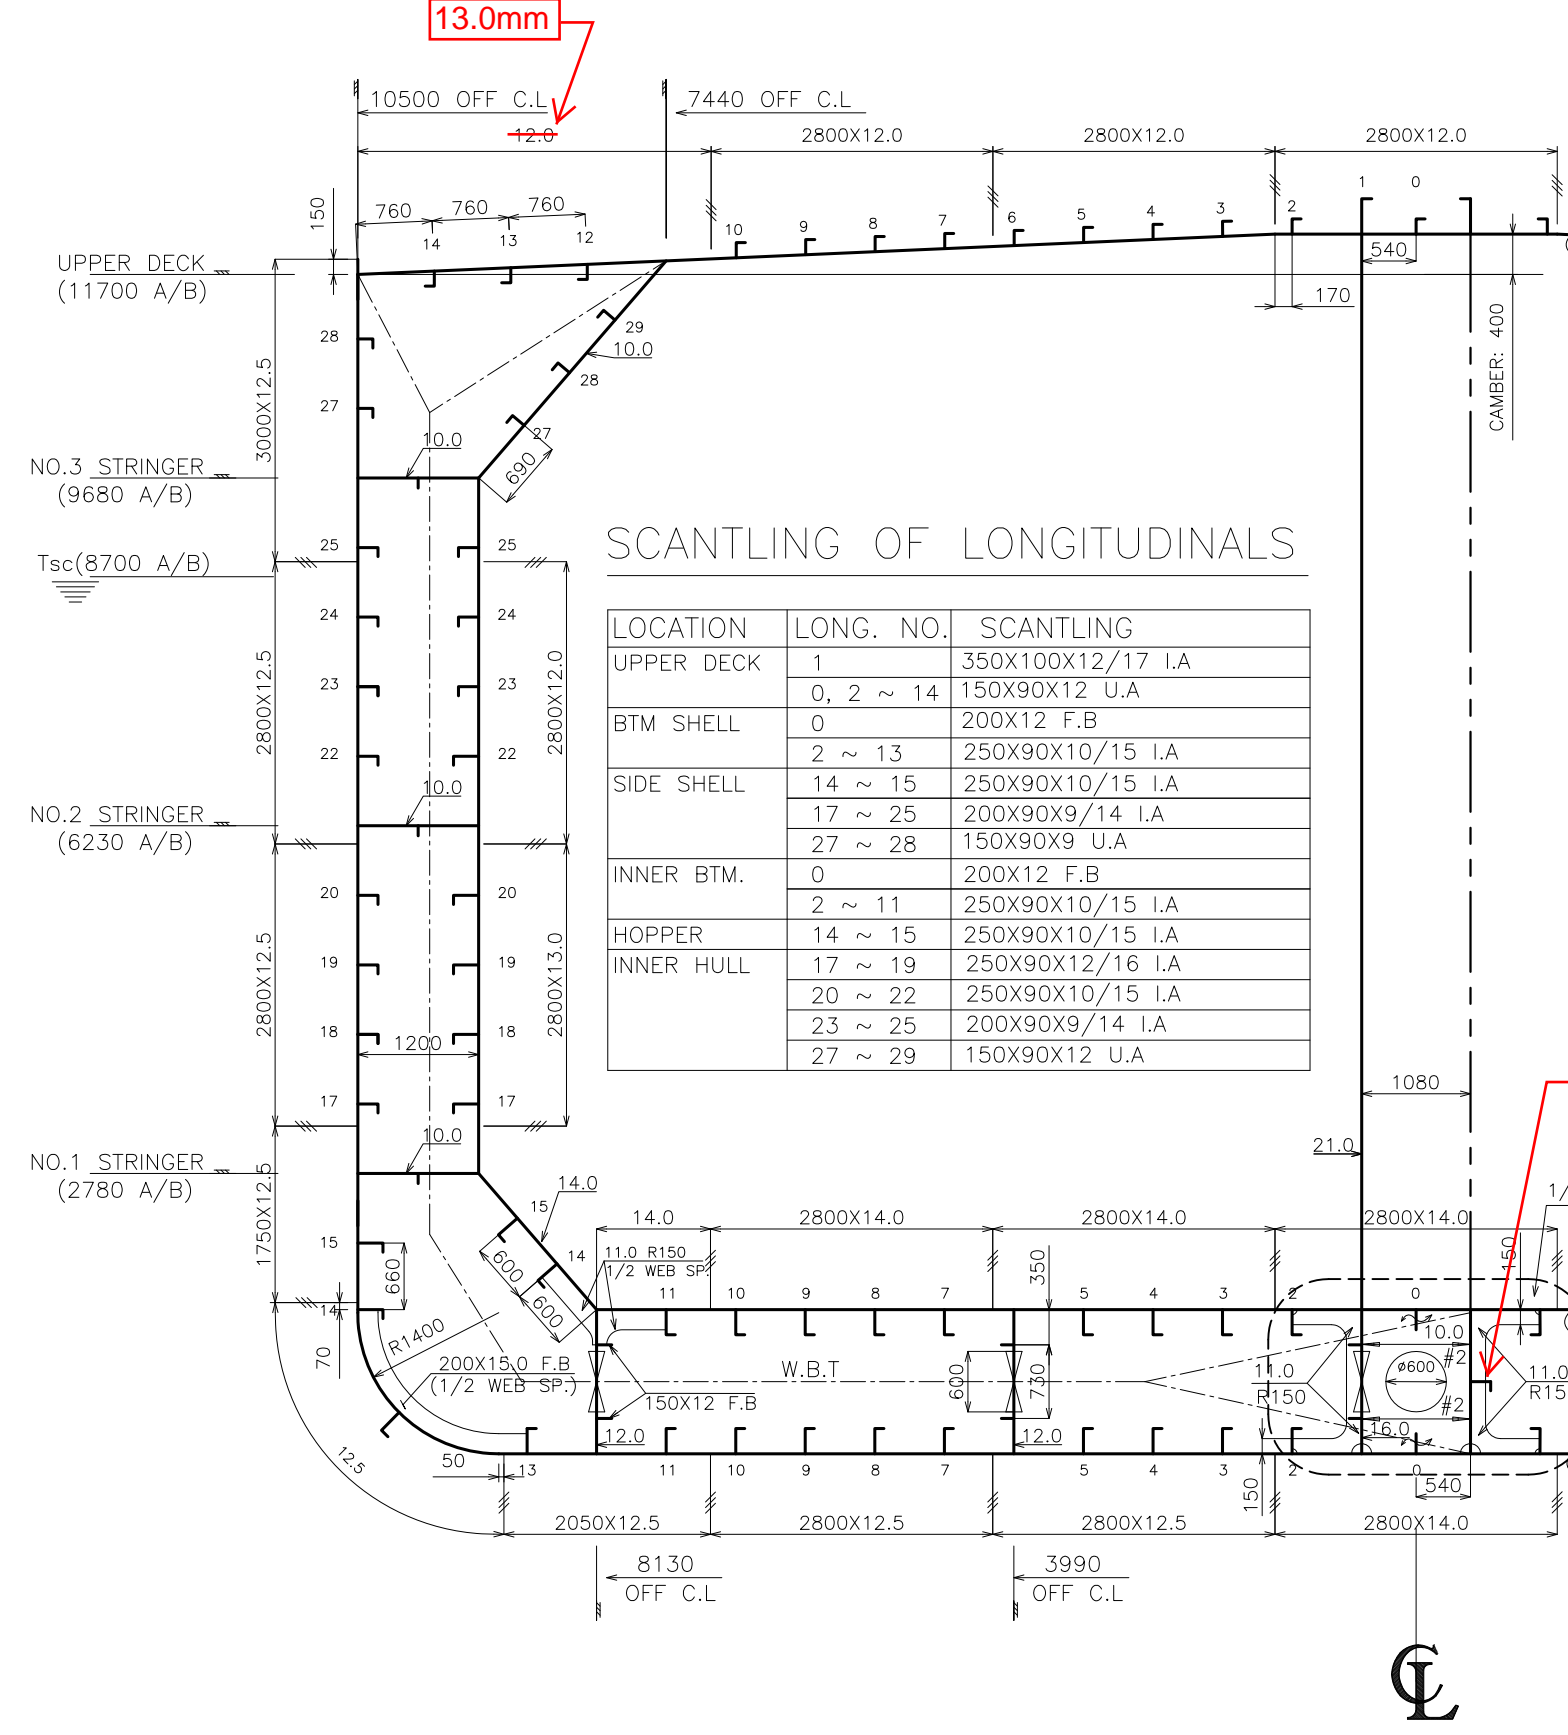 13.0mm
10500 OFF C.L
7440 OFF C.L
12.0
2800X12.0
2800X12.0
2800X12.0
150
760
760
760
14
13
12
10
9
8
7
6
5
4
3
2
1
0
UPPER DECK
(11700 A/B)
540
170
CAMBER: 400
28
27
29
10.0
28
27
690
3000X12.5
10.0
NO.3 STRINGER
(9680 A/B)
Tsc(8700 A/B)
25
25
24
24
23
23
22
22
2800X12.5
2800X12.0
10.0
NO.2 STRINGER
(6230 A/B)
SCANTLING OF LONGITUDINALS
LOCATION LONG. NO. SCANTLING
UPPER DECK 1 350X100X12/17 I.A
0, 2 ~ 14 150X90X12 U.A
BTM SHELL 0 200X12 F.B
2 ~ 13 250X90X10/15 I.A
SIDE SHELL 14 ~ 15 250X90X10/15 I.A
17 ~ 25 200X90X9/14 I.A
27 ~ 28 150X90X9 U.A
INNER BTM. 0 200X12 F.B
2 ~ 11 250X90X10/15 I.A
HOPPER 14 ~ 15 250X90X10/15 I.A
INNER HULL 17 ~ 19 250X90X12/16 I.A
20 ~ 22 250X90X10/15 I.A
23 ~ 25 200X90X9/14 I.A
27 ~ 29 150X90X12 U.A
20
20
19
19
18
18
17
17
2800X12.5
2800X13.0
1200
1080
21.0
10.0
NO.1 STRINGER
(2780 A/B)
1750X12.5
15
14.0
14.0
2800X14.0
2800X14.0
2800X14.0
1/
15
660
14
600
600
11.0 R150
1/2 WEB SP.
350
150
14
70
R1400
11
10
9
8
7
5
4
3
2
0
200X15.0 F.B
(1/2 WEB SP.)
W.B.T
150X12 F.B
600
730
11.0
R150
10.0
#2
ø600
#2
16.0
11.0
R15
12.0
12.0
12.5
50
13
11
10
9
8
7
5
4
3
2
0
150
540
2050X12.5
2800X12.5
2800X12.5
2800X14.0
8130
OFF C.L
3990
OFF C.L
CL